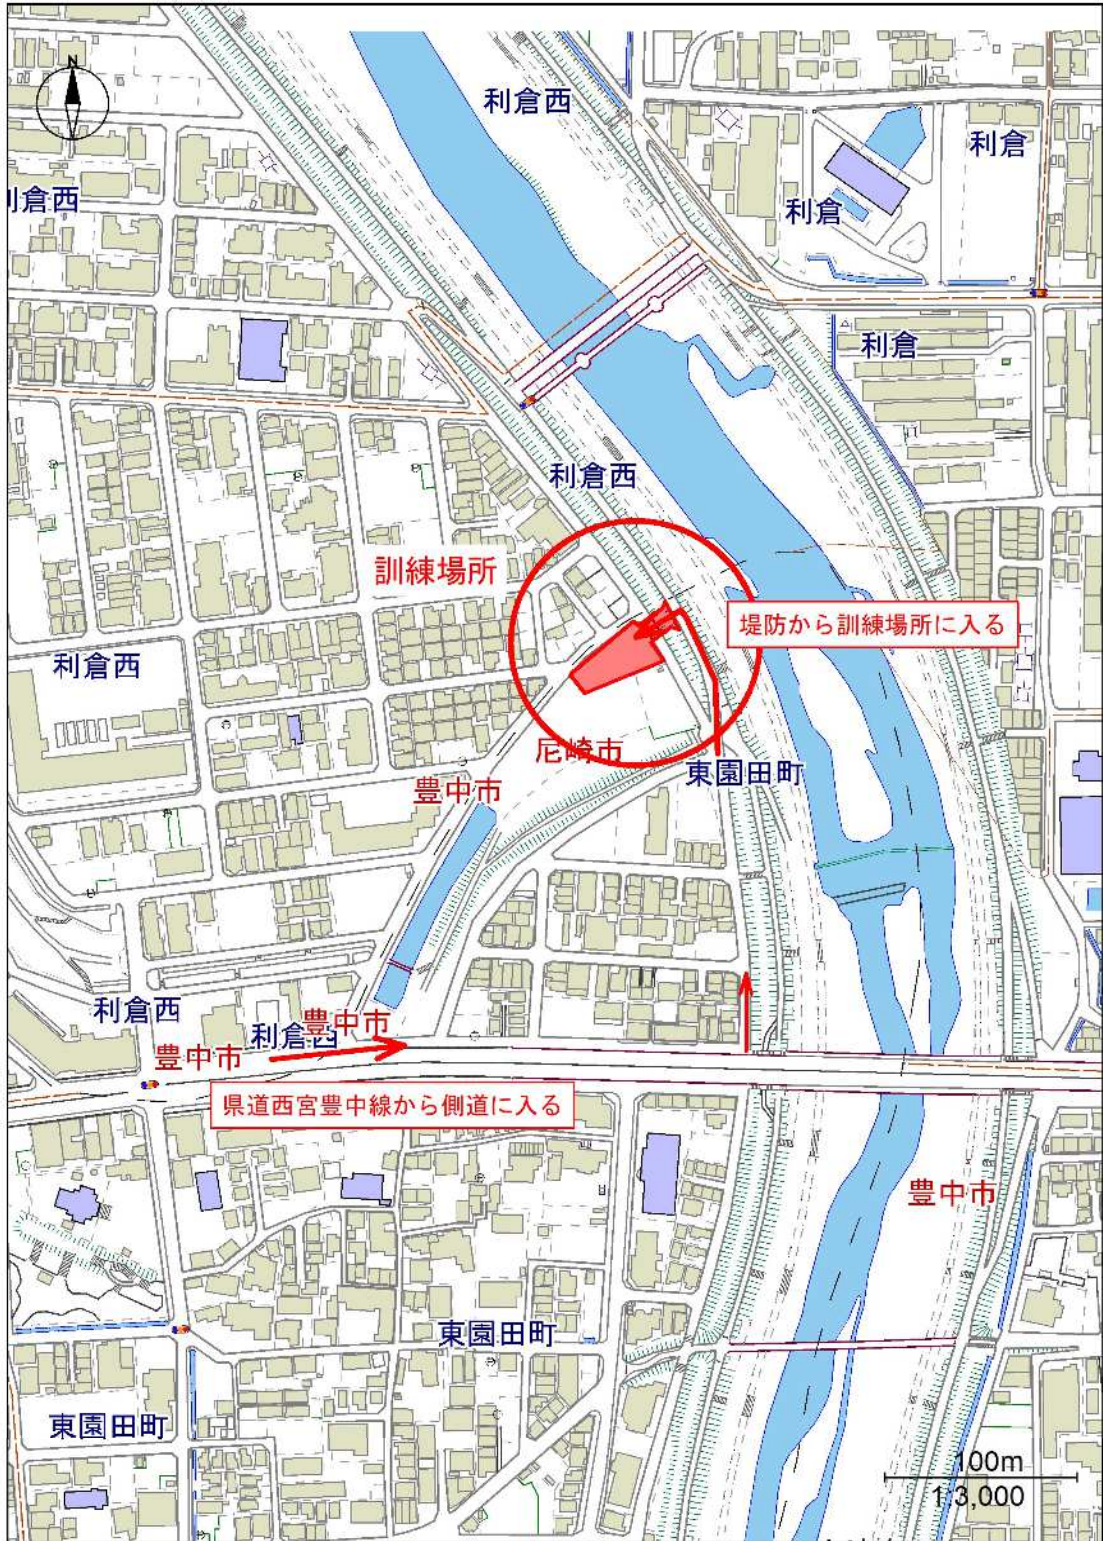 N
利倉西
利倉
利倉西
利倉
利倉
利倉西
訓練場所
堤防から訓練場所に入る
利倉西
尼崎市
東園田町
豊中市
利倉西
利倉西
豊中市
豊中市
県道西宮豊中線から側道に入る
豊中市
東園田町
東園田町
100m
1:3,000